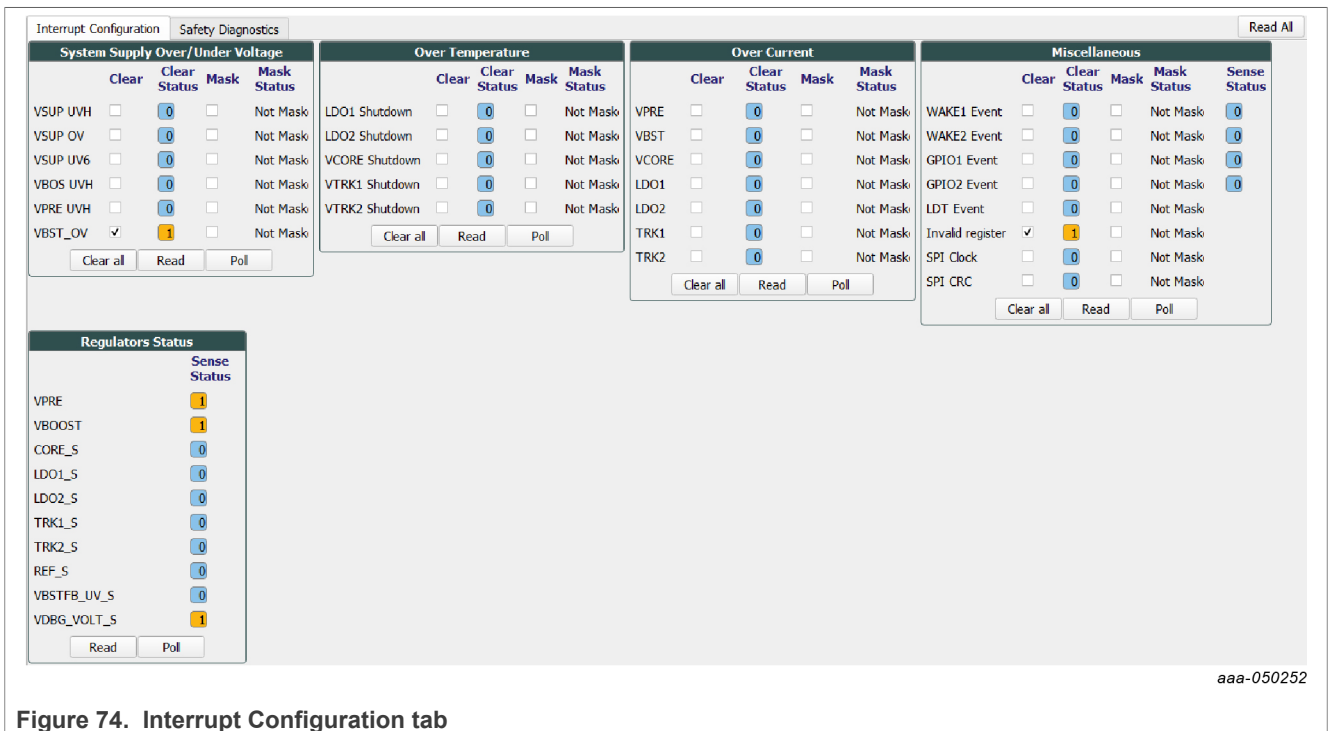 Interrupt Configuration Safety Diagnostics Read All
System Supply Over/Under Voltage
Clear Clear Status Mask Mask Status
VSUP UVH 0 Not Mask
VSUP OV 0 Not Mask
VSUP UV6 0 Not Mask
VBOS UVH 0 Not Mask
VPRE UVH 0 Not Mask
VBST_OV 1 Not Mask
Clear all Read Poll
Over Temperature
Clear Clear Status Mask Mask Status
LDO1 Shutdown 0 Not Mask
LDO2 Shutdown 0 Not Mask
VCORE Shutdown 0 Not Mask
VTRK1 Shutdown 0 Not Mask
VTRK2 Shutdown 0 Not Mask
Clear all Read Poll
Over Current
Clear Clear Status Mask Mask Status
VPRE 0 Not Mask
VBST 0 Not Mask
VCORE 0 Not Mask
LDO1 0 Not Mask
LDO2 0 Not Mask
TRK1 0 Not Mask
TRK2 0 Not Mask
Clear all Read Poll
Miscellaneous
Clear Clear Status Mask Mask Status Sense Status
WAKE1 Event 0 Not Mask 0
WAKE2 Event 0 Not Mask 0
GPIO1 Event 0 Not Mask 0
GPIO2 Event 0 Not Mask 0
LDT Event 0 Not Mask
Invalid register 1 Not Mask
SPI Clock 0 Not Mask
SPI CRC 0 Not Mask
Clear all Read Poll
Regulators Status
Sense Status
VPRE 1
VBOOST 1
CORE_S 0
LDO1_S 0
LDO2_S 0
TRK1_S 0
TRK2_S 0
REF_S 0
VBSTFB_UV_S 0
VDBG_VOLT_S 1
Read Poll
aaa-050252
Figure 74. Interrupt Configuration tab